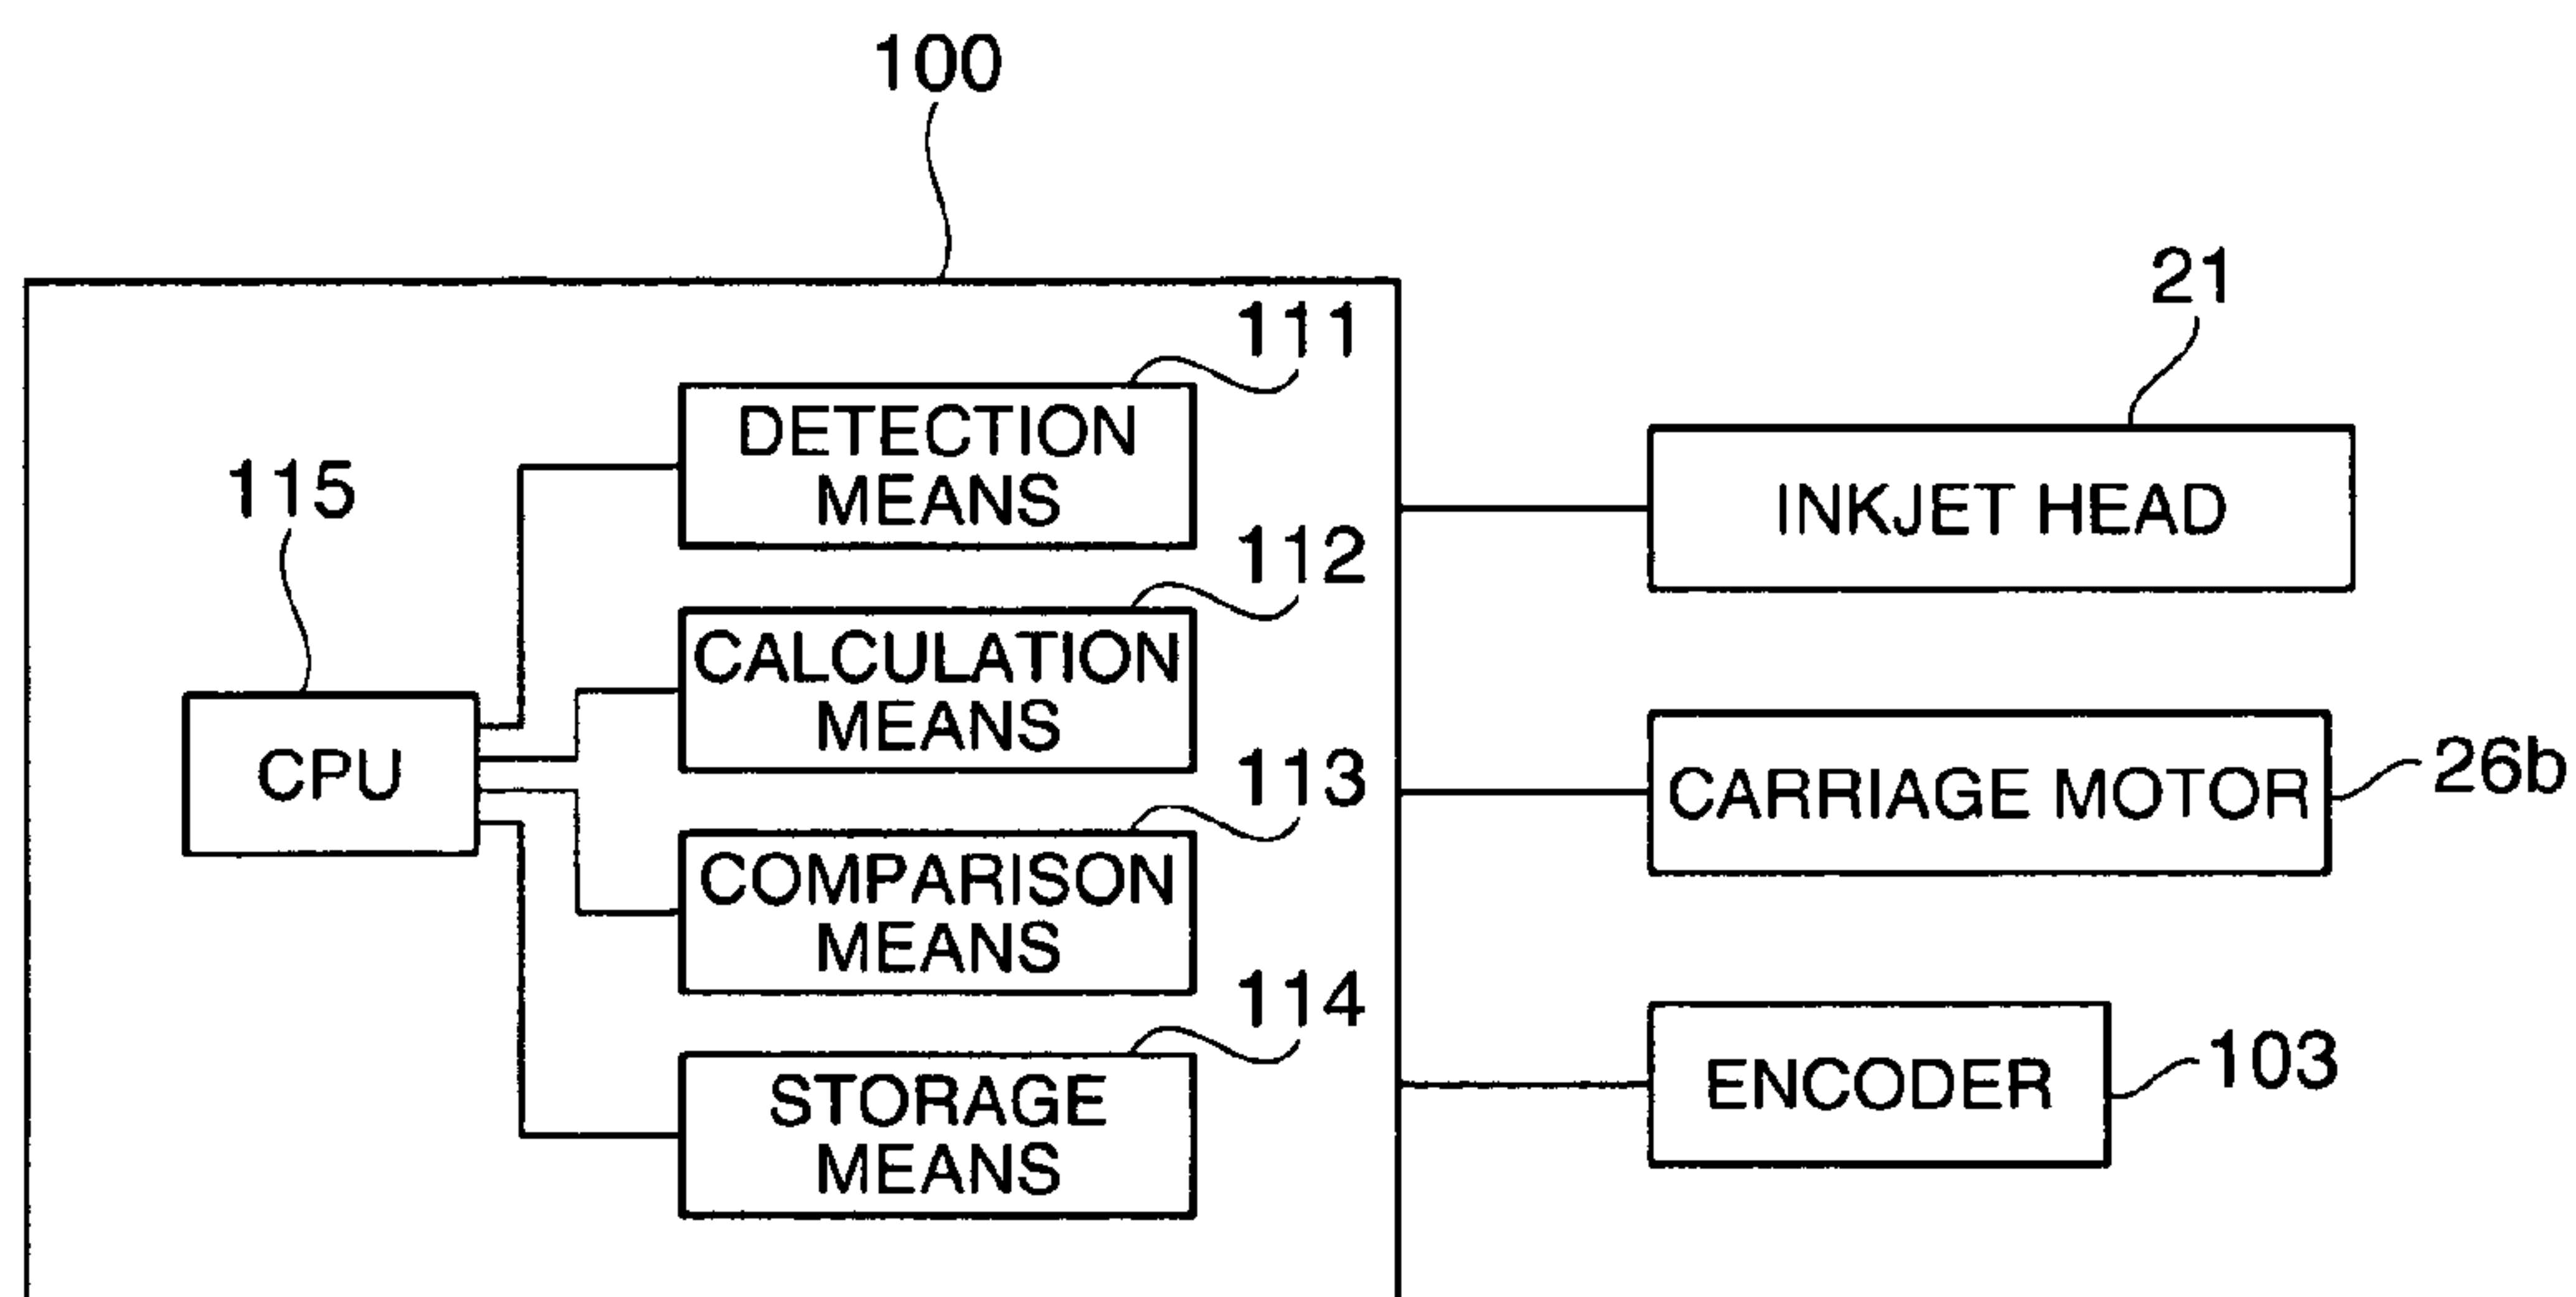 100
21
111
DETECTION
MEANS
115
INKJET HEAD
112
CALCULATION
MEANS
CPU
113
CARRIAGE MOTOR
26b
COMPARISON
MEANS
114
ENCODER
103
STORAGE
MEANS